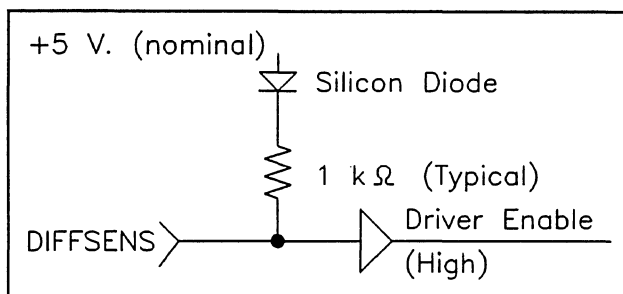 +5 V. (nominal)
Silicon Diode
1 kΩ (Typical)
DIFFSENS
Driver Enable
(High)